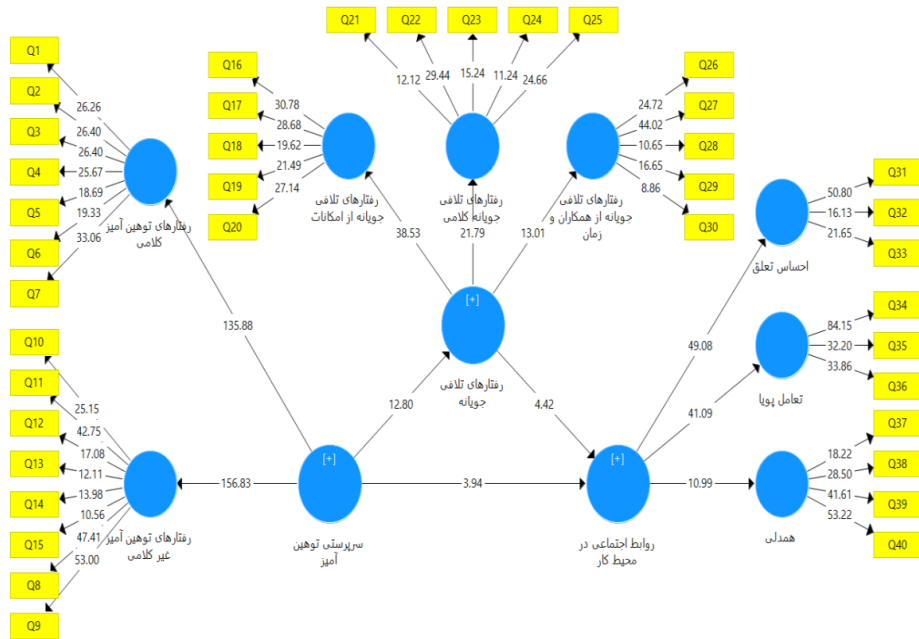 Q21
Q22
Q23
Q24
Q25
12.12
29.44
15.24
11.24
24.66
Q1
Q2
Q3
Q4
Q5
Q6
Q7
26.26
26.40
26.40
25.67
18.69
19.33
33.06
رفتارهای توهین آمیز
کلامی
Q16
Q17
Q18
Q19
Q20
30.78
28.68
19.62
21.49
27.14
رفتارهای تلافی
جویانه از امکانات
رفتارهای تلافی
جویانه کلامی
رفتارهای تلافی
جویانه از همکاران و
زمان
Q26
Q27
Q28
Q29
Q30
24.72
44.02
10.65
16.65
8.86
38.53
21.79
13.01
[+]
رفتارهای تلافی
جویانه
Q31
Q32
Q33
50.80
16.13
21.65
احساس تعلق
Q34
Q35
Q36
84.15
32.20
33.86
تعامل پویا
Q37
Q38
Q39
Q40
18.22
28.50
41.61
53.22
همدلی
135.88
12.80
4.42
49.08
41.09
10.99
156.83
3.94
[+]
سرپرستی توهین
آمیز
[+]
روابط اجتماعی در
محیط کار
Q10
Q11
Q12
Q13
Q14
Q15
Q8
Q9
25.15
42.75
17.08
12.11
13.98
10.56
47.41
53.00
رفتارهای توهین آمیز
غیر کلامی